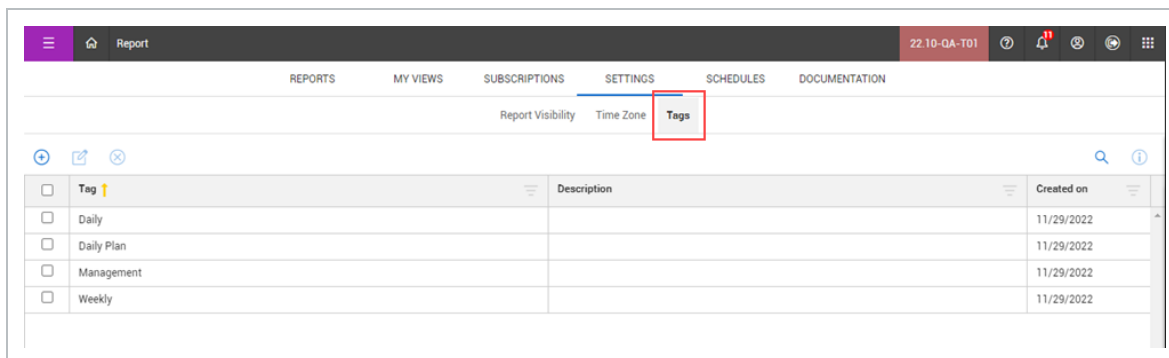 Report 22.10-QA-T01 11
REPORTS MY VIEWS SUBSCRIPTIONS SETTINGS SCHEDULES DOCUMENTATION
Report Visibility Time Zone Tags
Tag Description Created on
Daily 11/29/2022
Daily Plan 11/29/2022
Management 11/29/2022
Weekly 11/29/2022